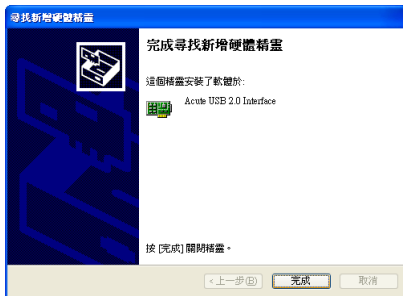 尋找新增硬體精靈
完成尋找新增硬體精靈
這個精靈安裝了軟體於:
Acute USB 2.0 Interface
按 [完成] 關閉精靈。
<上一步(B)
完成
取消